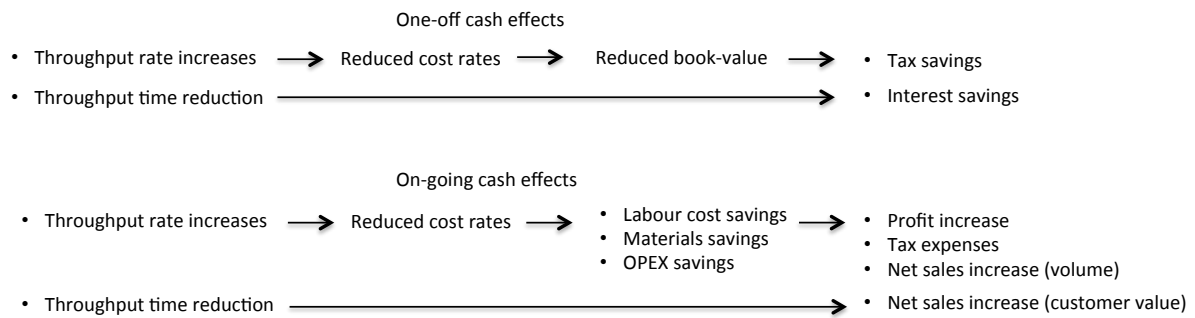 One-off cash effects
• Throughput rate increases Reduced cost rates Reduced book-value • Tax savings
• Throughput time reduction • Interest savings
On-going cash effects
• Throughput rate increases Reduced cost rates • Labour cost savings • Profit increase
• Materials savings • Tax expenses
• OPEX savings • Net sales increase (volume)
• Throughput time reduction • Net sales increase (customer value)